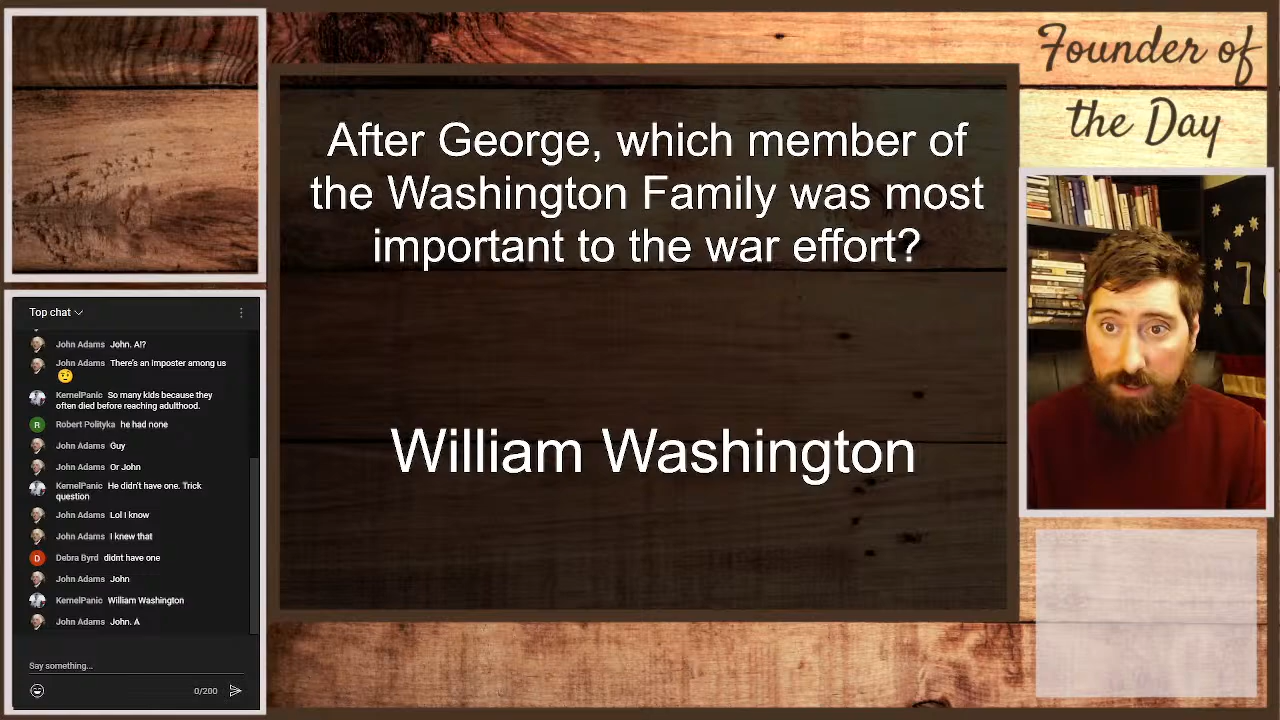 Founder of
the Day
After George, which member of
the Washington Family was most
important to the war effort?
William Washington
Top chat
John Adams John. A!?
John Adams There's an imposter among us
KernelPanic So many kids because they
often died before reaching adulthood.
R Robert Polityka he had none
John Adams Guy
John Adams Or John
KernelPanic He didn't have one. Trick
question
John Adams Lol I know
John Adams I knew that
D Debra Byrd didnt have one
John Adams John
KernelPanic William Washington
John Adams John. A
Say something...
0/200
76